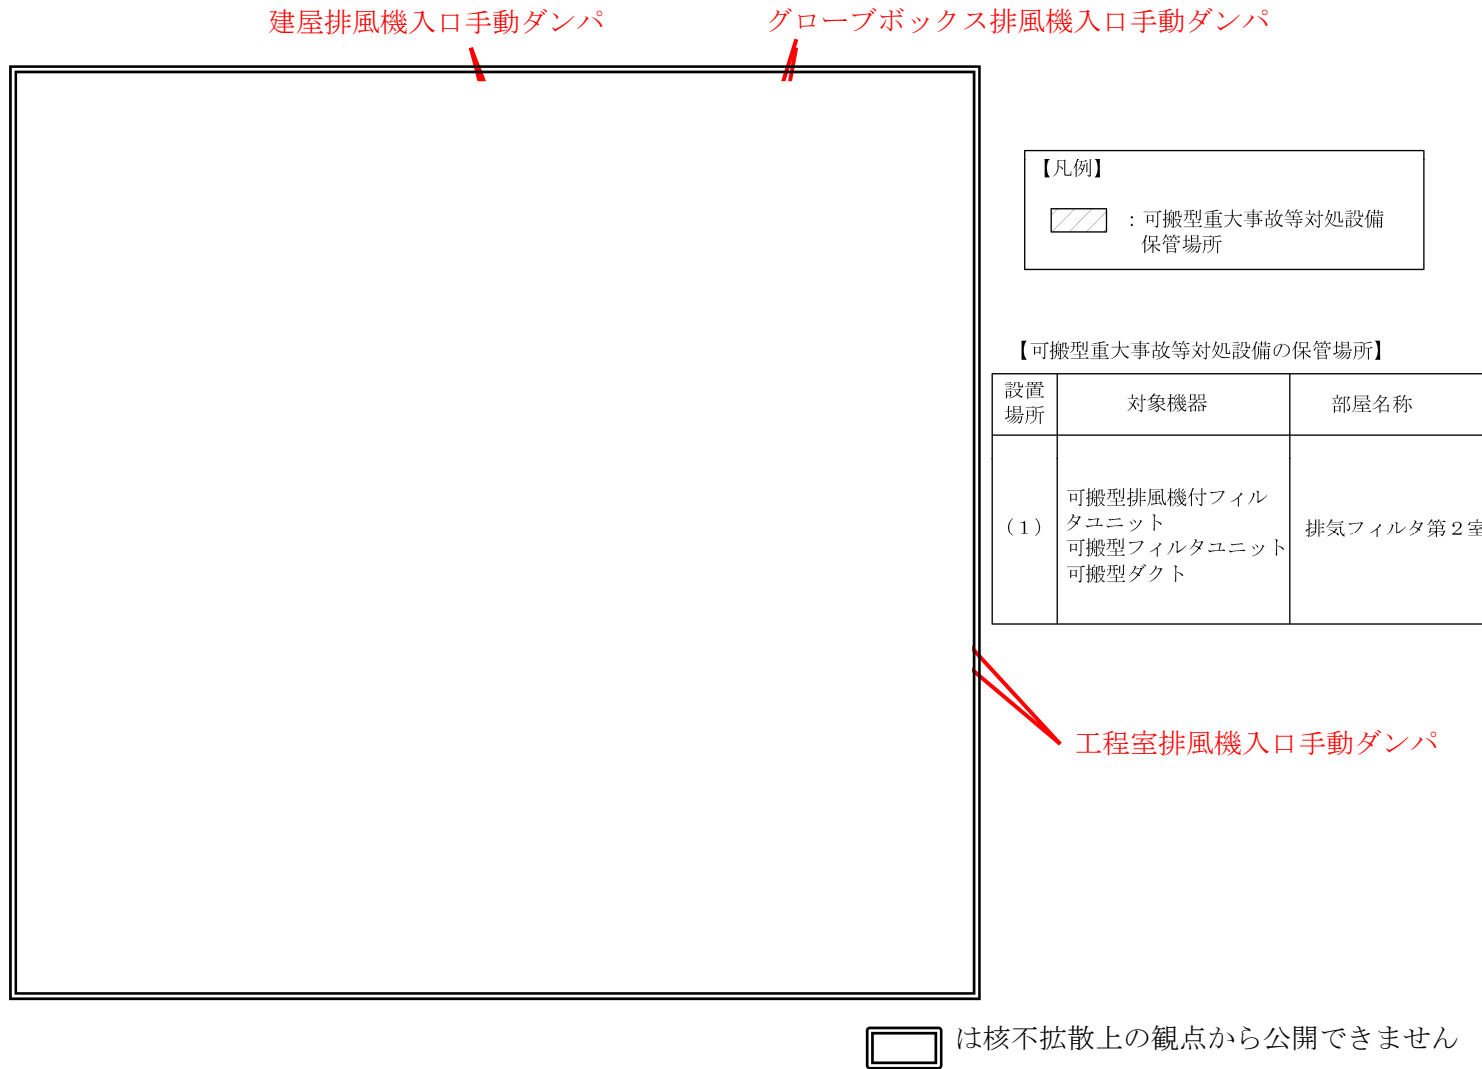 建屋排風機入口手動ダンパ
グローブボックス排風機入口手動ダンパ
【凡例】
：可搬型重大事故等対処設備
保管場所
【可搬型重大事故等対処設備の保管場所】
設置
場所
対象機器
部屋名称
（１）
可搬型排風機付フィル
タユニット
可搬型フィルタユニット
可搬型ダクト
排気フィルタ第２室
工程室排風機入口手動ダンパ
は核不拡散上の観点から公開できません